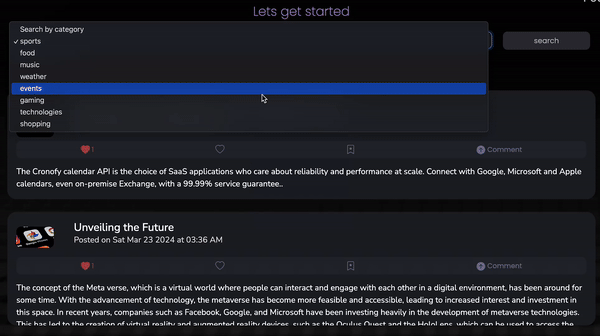 Lets get started
Search by category
✓ sports
food
music
weather
events
gaming
technologies
shopping
search
1
Comment
The Cronofy calendar API is the choice of SaaS applications who care about reliability and performance at scale. Connect with Google, Microsoft and Apple
calendars, even on-premise Exchange, with a 99.99% service guarantee..
Unveiling the Future
Posted on Sat Mar 23 2024 at 03:36 AM
1
Comment
The concept of the Meta verse, which is a virtual world where people can interact and engage with each other in a digital environment, has been around for
some time. With the advancement of technology, the metaverse has become more feasible and accessible, leading to increased interest and investment in
this space. In recent years, companies such as Facebook, Google, and Microsoft have been investing heavily in the development of metaverse technologies.
This has led to the creation of virtual reality and augmented reality devices, such as the Oculus Quest and the HoloLens, which can be used to access the